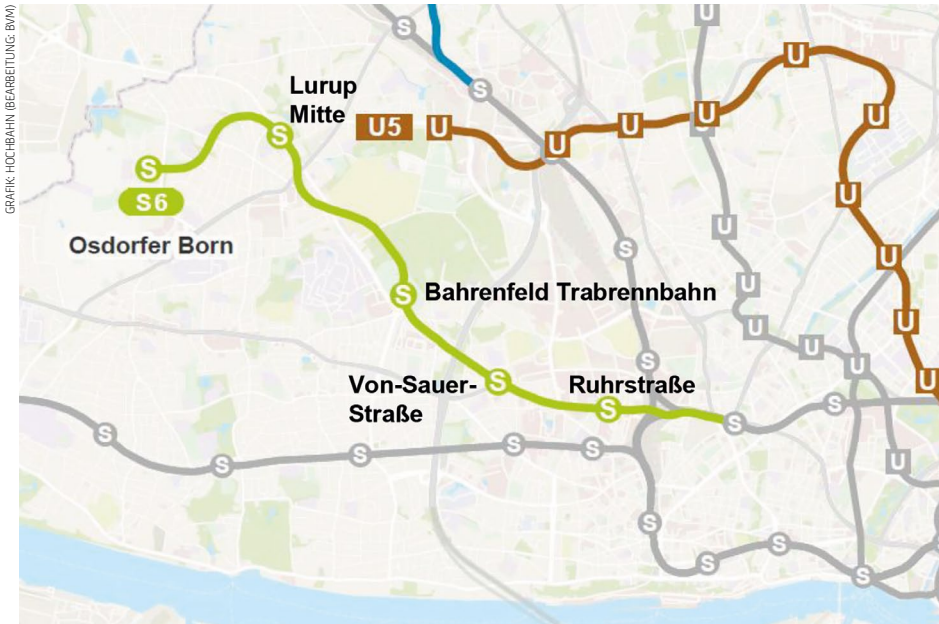 GRAFIK: HOCHBAHN (BEARBEITUNG: BVM)
S
U
S
Lurup
Mitte
U5
U
U
U
U
U
U
S
S
S6
U
Osdorfer Born
U
S
U
U
S
Bahrenfeld Trabrennbahn
U
U
U
U
U
S
Von-Sauer-
Straße
S
Ruhrstraße
U
S
S
S
S
S
S
S
S
S
U
S
S
S
S